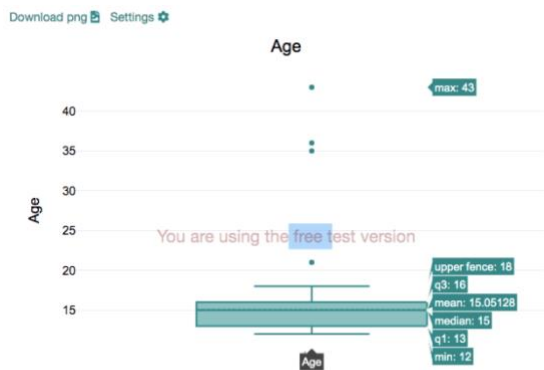 Download png Settings
Age
max: 43
40
35
30
Age
25
You are using the free test version
20
upper fence: 18
q3: 16
mean: 15.05128
15
median: 15
q1: 13
min: 12
Age